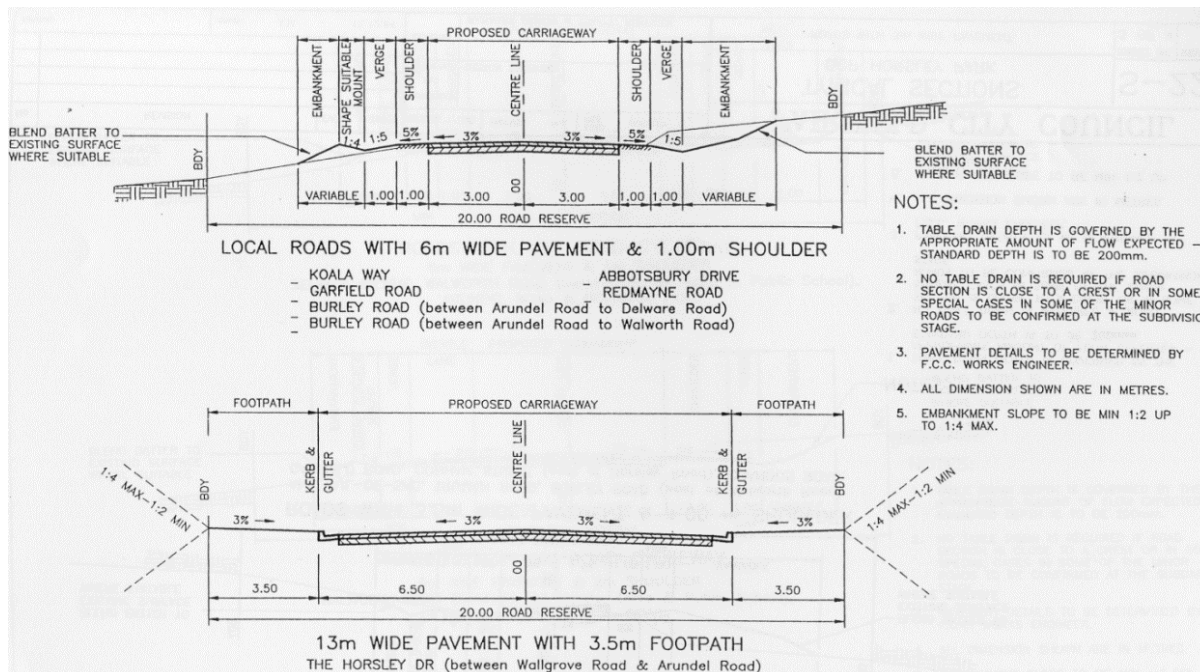 PROPOSED CARRIAGEWAY
EMBANKMENT
SHAPE SUITABLE
MOUNT
VERGE
SHOULDER
CENTRE LINE
SHOULDER
VERGE
EMBANKMENT
BDY
BLEND BATTER TO
EXISTING SURFACE
WHERE SUITABLE
BDY
1:4
1:5
5%
3%
3%
5%
1:5
BLEND BATTER TO
EXISTING SURFACE
WHERE SUITABLE
VARIABLE
1.00
1.00
3.00
00
3.00
1.00
1.00
VARIABLE
20.00 ROAD RESERVE
LOCAL ROADS WITH 6m WIDE PAVEMENT & 1.00m SHOULDER
- KOALA WAY
- GARFIELD ROAD
- BURLEY ROAD (between Arundel Road to Delware Road)
- BURLEY ROAD (between Arundel Road to Walworth Road)
- ABBOTSBURY DRIVE
- REDMAYNE ROAD
NOTES:
1. TABLE DRAIN DEPTH IS GOVERNED BY THE
APPROPRIATE AMOUNT OF FLOW EXPECTED –
STANDARD DEPTH IS TO BE 200mm.
2. NO TABLE DRAIN IS REQUIRED IF ROAD
SECTION IS CLOSE TO A CREST OR IN SOME
SPECIAL CASES IN SOME OF THE MINOR
ROADS TO BE CONFIRMED AT THE SUBDIVISIO
STAGE.
3. PAVEMENT DETAILS TO BE DETERMINED BY
F.C.C. WORKS ENGINEER.
4. ALL DIMENSION SHOWN ARE IN METRES.
5. EMBANKMENT SLOPE TO BE MIN 1:2 UP
TO 1:4 MAX.
FOOTPATH
PROPOSED CARRIAGEWAY
FOOTPATH
1:4 MAX-1:2 MIN
BDY
KERB &
GUTTER
CENTRE LINE
KERB &
GUTTER
BDY
1:4 MAX-1:2 MIN
3%
3%
3%
3%
3.50
6.50
00
6.50
3.50
20.00 ROAD RESERVE
13m WIDE PAVEMENT WITH 3.5m FOOTPATH
THE HORSLEY DR (between Wallgrove Road & Arundel Road)